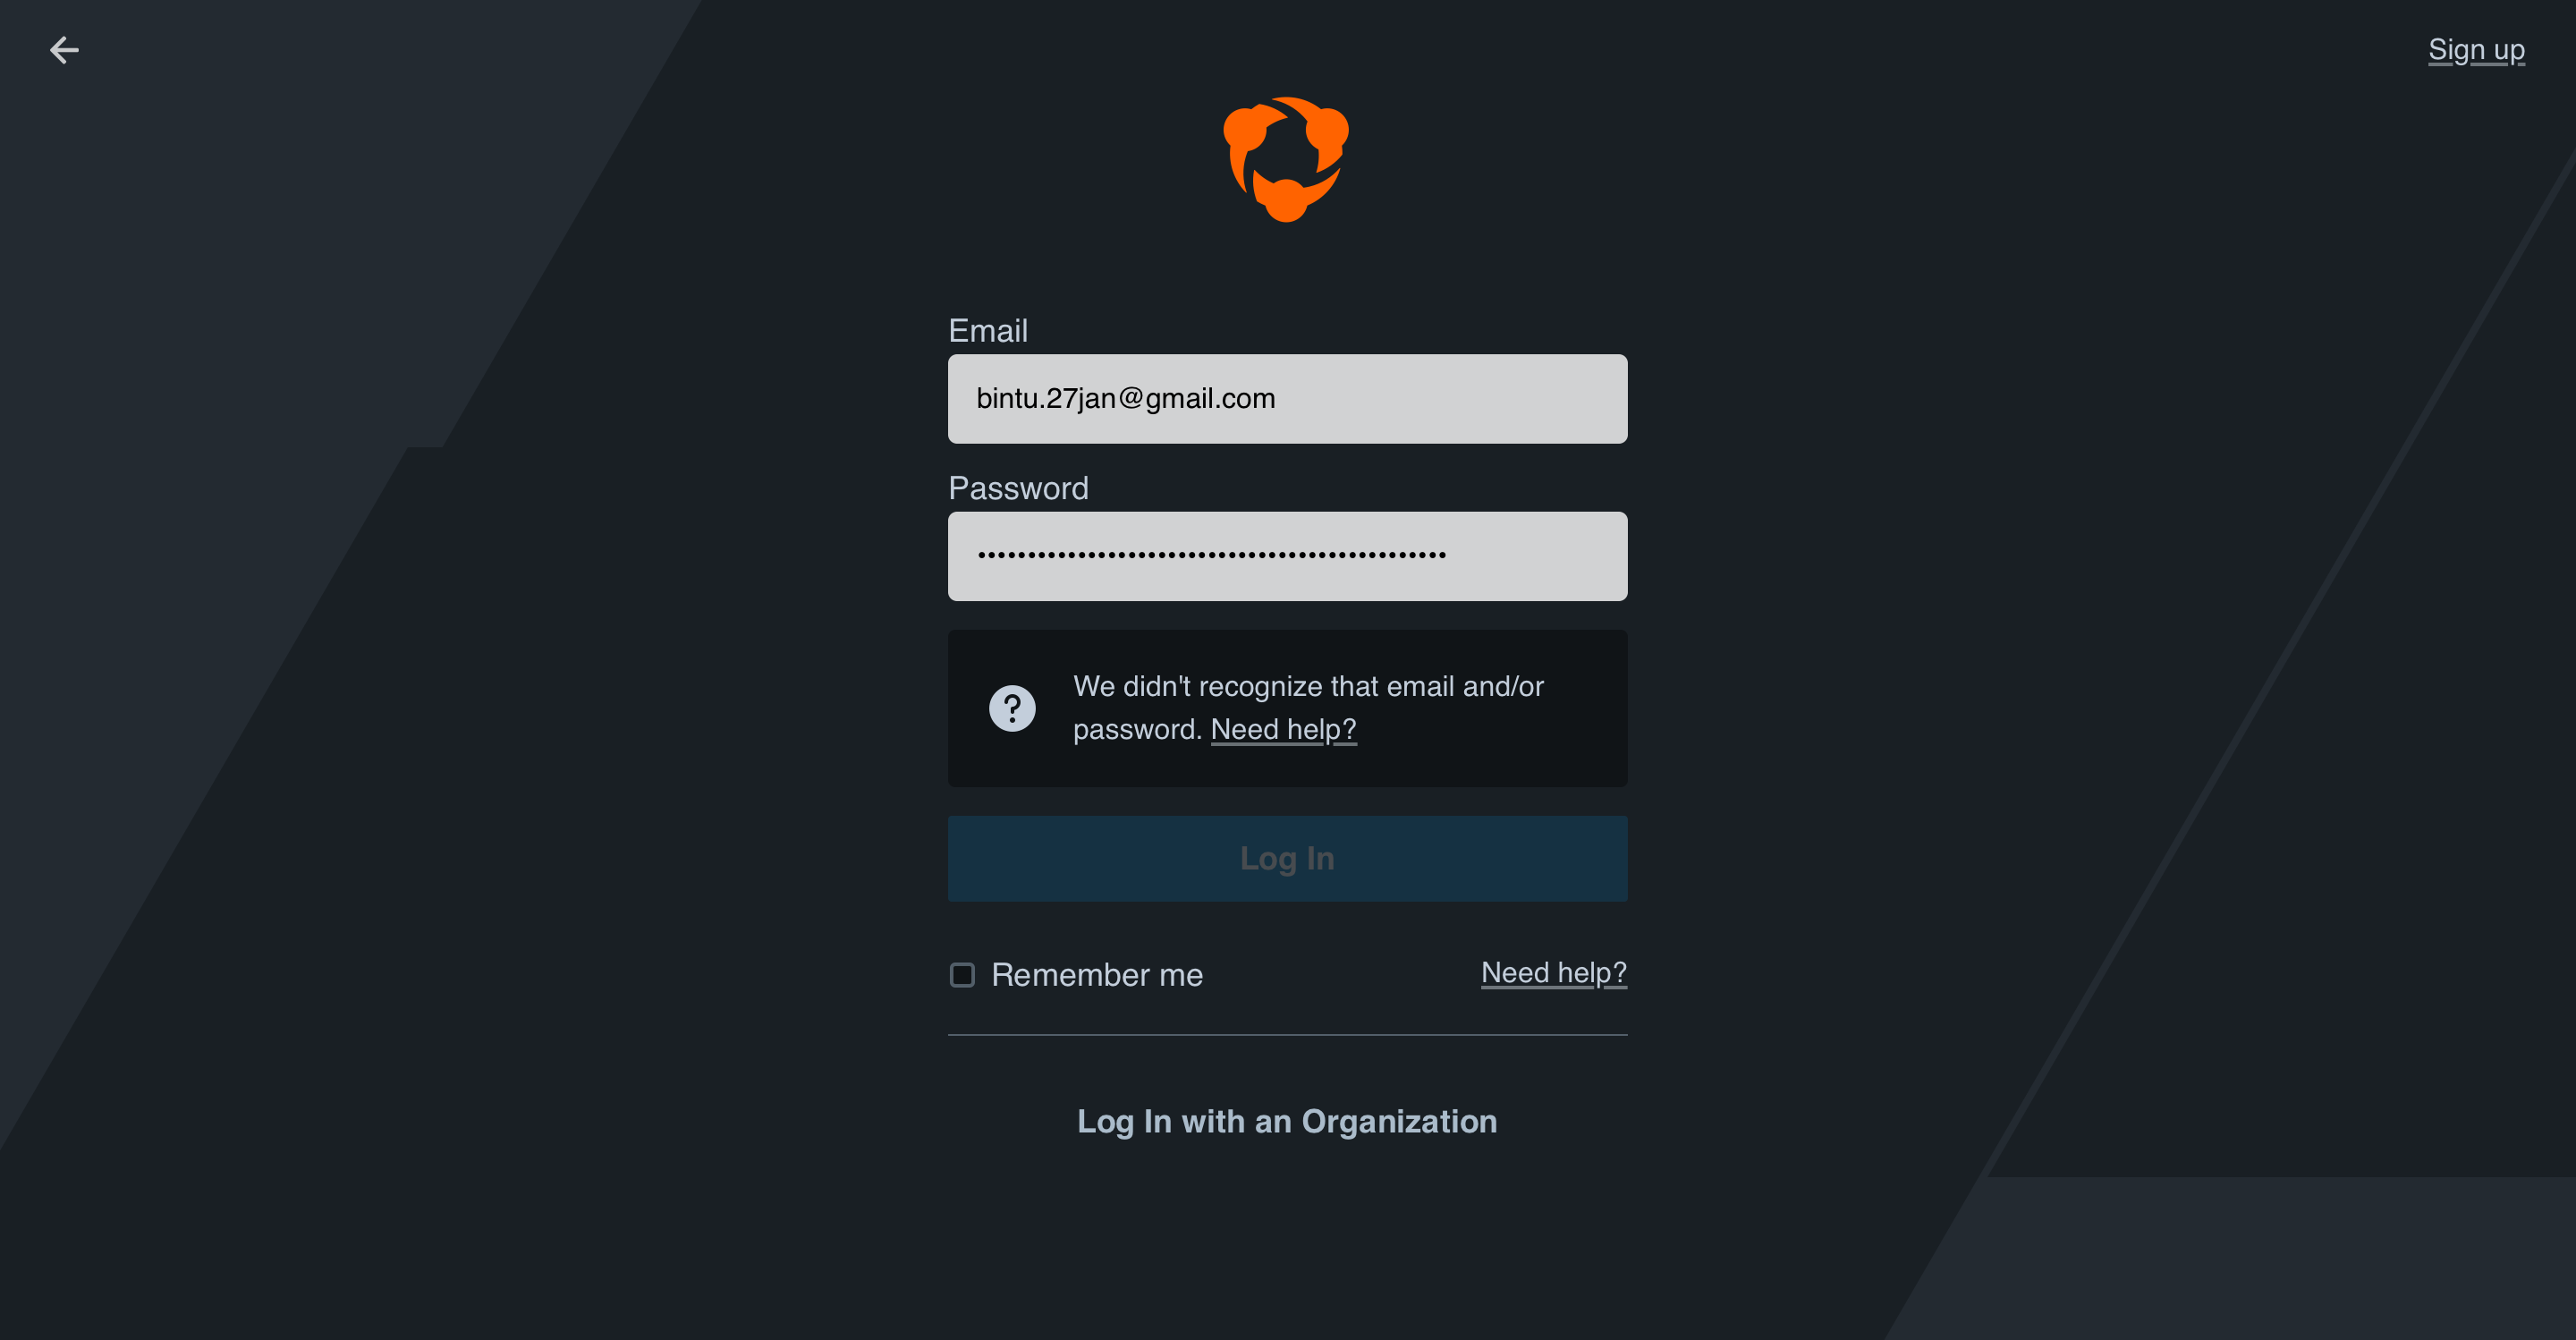 Sign up
Email
bintu.27jan@gmail.com
Password
We didn't recognize that email and/or
password. Need help?
Log In
Remember me
Need help?
Log In with an Organization